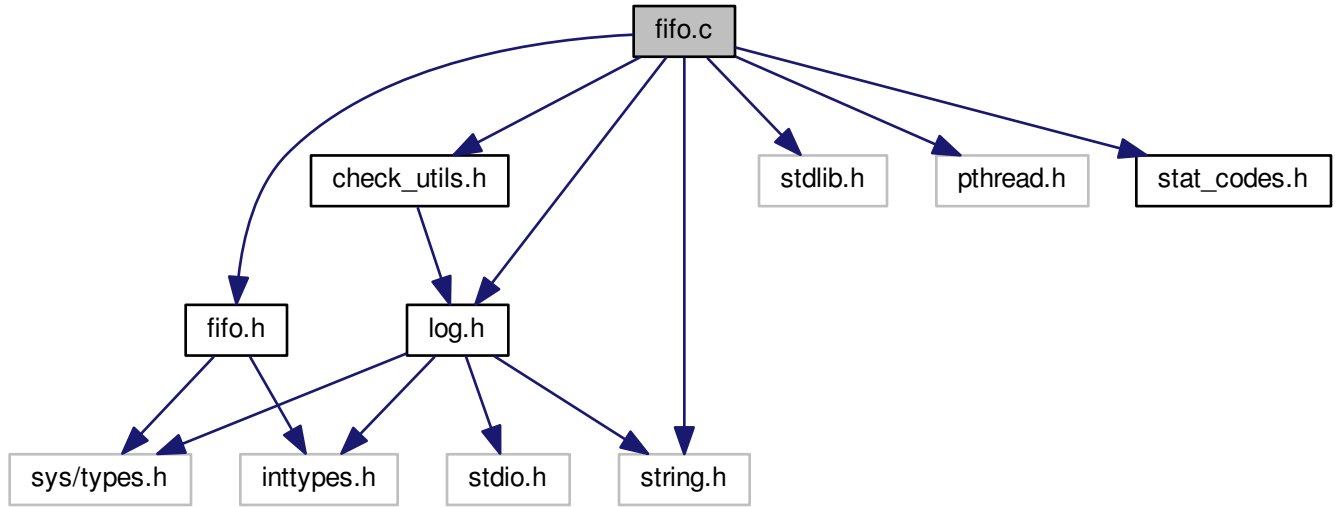 fifo.c
check_utils.h
stdlib.h
pthread.h
stat_codes.h
fifo.h
log.h
sys/types.h
inttypes.h
stdio.h
string.h